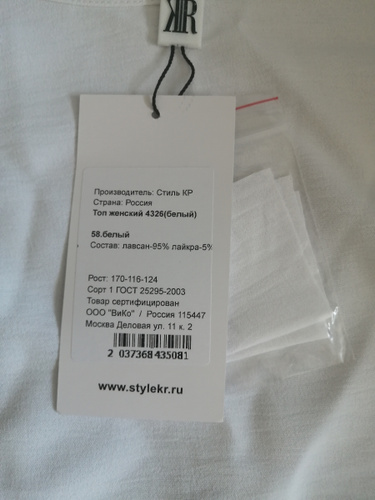 KR
Производитель: Стиль КР
Страна: Россия
Топ женский 4326(белый)
58.белый
Состав: лавсан-95% лайкра-5%
Рост: 170-116-124
Сорт 1 ГОСТ 25295-2003
Товар сертифицирован
ООО "ВиКо" / Россия 115447
Москва Деловая ул. 11 к. 2
2 037368 435081
www.stylekr.ru